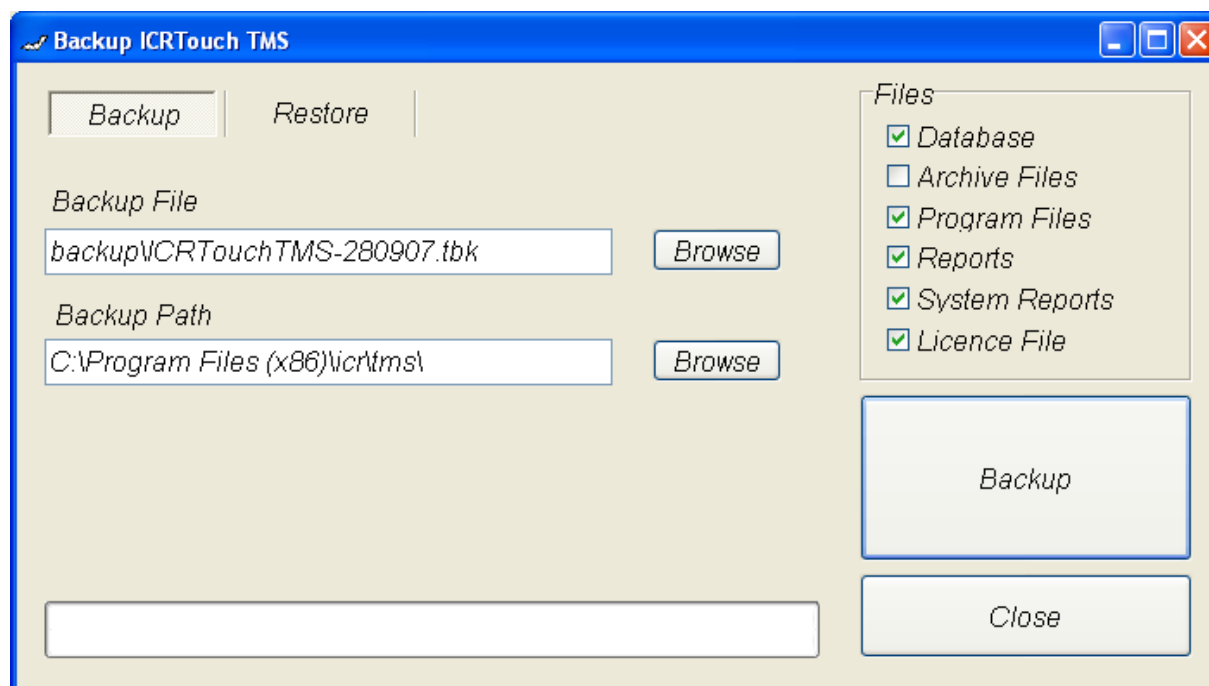 Backup ICRTouch TMS
Backup
Restore
Backup File
backup\ICRTouchTMS-280907.tbk
Browse
Backup Path
C:\Program Files (x86)\icr\tms\
Browse
Files
Database
Archive Files
Program Files
Reports
System Reports
Licence File
Backup
Close